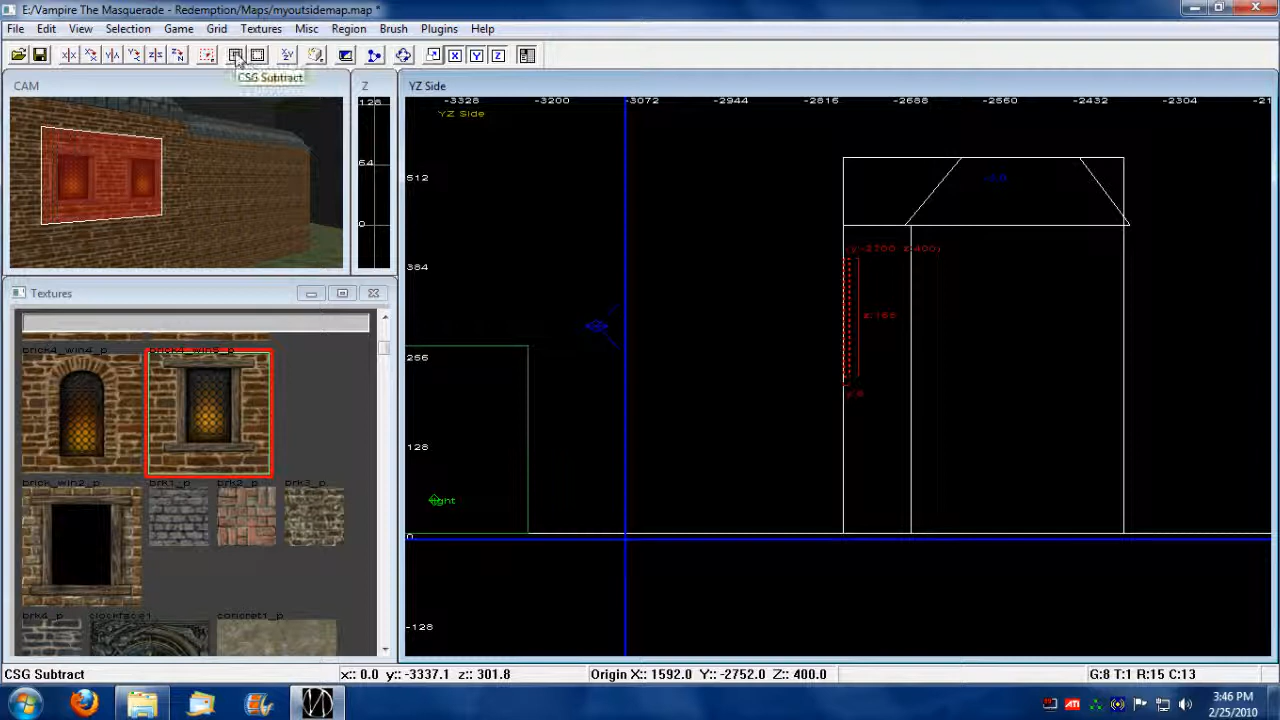 E:/Vampire The Masquerade - Redemption/Maps/myoutsidemap.map *
File Edit View Selection Game Grid Textures Misc Region Brush Plugins Help
CSG Subtract
CAM
Z
YZ Side
128
64
0
-3328 -3200 -3072 -2944 -2816 -2688 -2560 -2432 -2304
YZ Side
512
384
256
128
0
-128
z:165
Textures
brick4_win4_p
brick_win2_p brk1_p brk2_p brk3_p
brk4_p clockface1 concret1_p
CSG Subtract
x:: 0.0 y:: -3337.1 z:: 301.8
Origin X:: 1592.0 Y:: -2752.0 Z:: 400.0
G:8 T:1 R:15 C:13
ATI
3:46 PM
2/25/2010